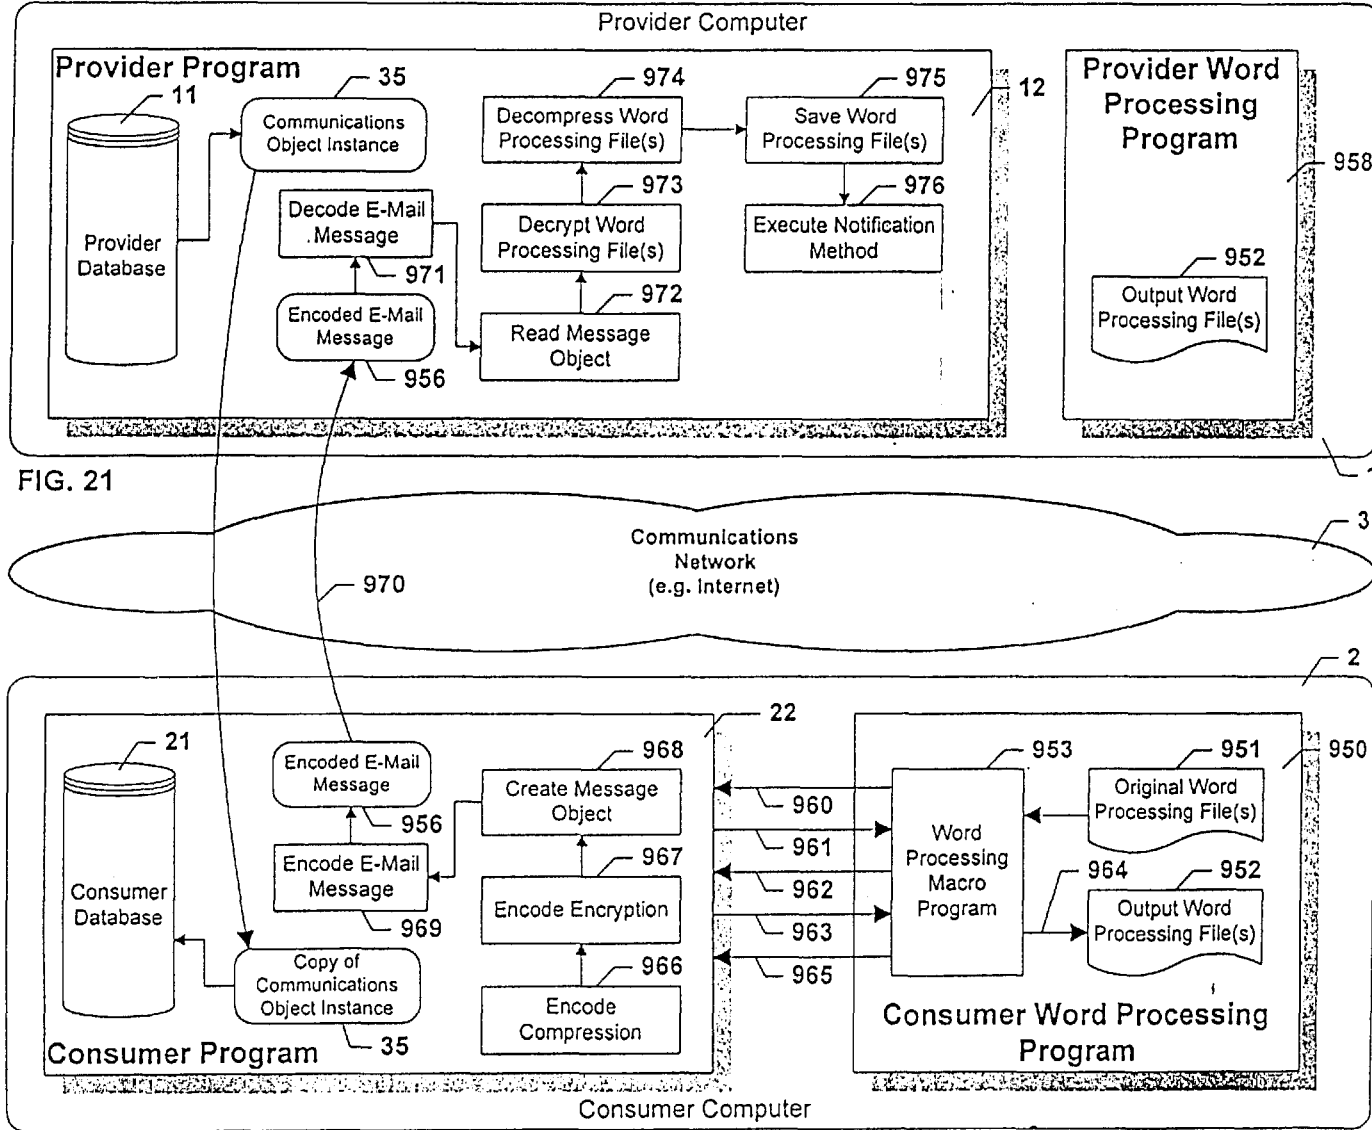 Provider Computer
Provider Program
11
35
974
975
12
Provider Word
Processing
Program
958
Communications
Object Instance
Decompress Word
Processing File(s)
Save Word
Processing File(s)
973
976
Decode E-Mail
Message
971
Decrypt Word
Processing File(s)
Execute Notification
Method
Provider
Database
972
952
Encoded E-Mail
Message
956
Read Message
Object
Output Word
Processing File(s)
FIG. 21
Communications
Network
(e.g. Internet)
3
970
2
22
21
968
953
951
950
Encoded E-Mail
Message
956
Create Message
Object
960
Original Word
Processing File(s)
961
967
Encode E-Mail
Message
969
Encode Encryption
962
963
Word
Processing
Macro
Program
964
952
Output Word
Processing File(s)
Consumer
Database
966
965
Copy of
Communications
Object Instance
35
Encode
Compression
Consumer Program
Consumer Word Processing
Program
Consumer Computer